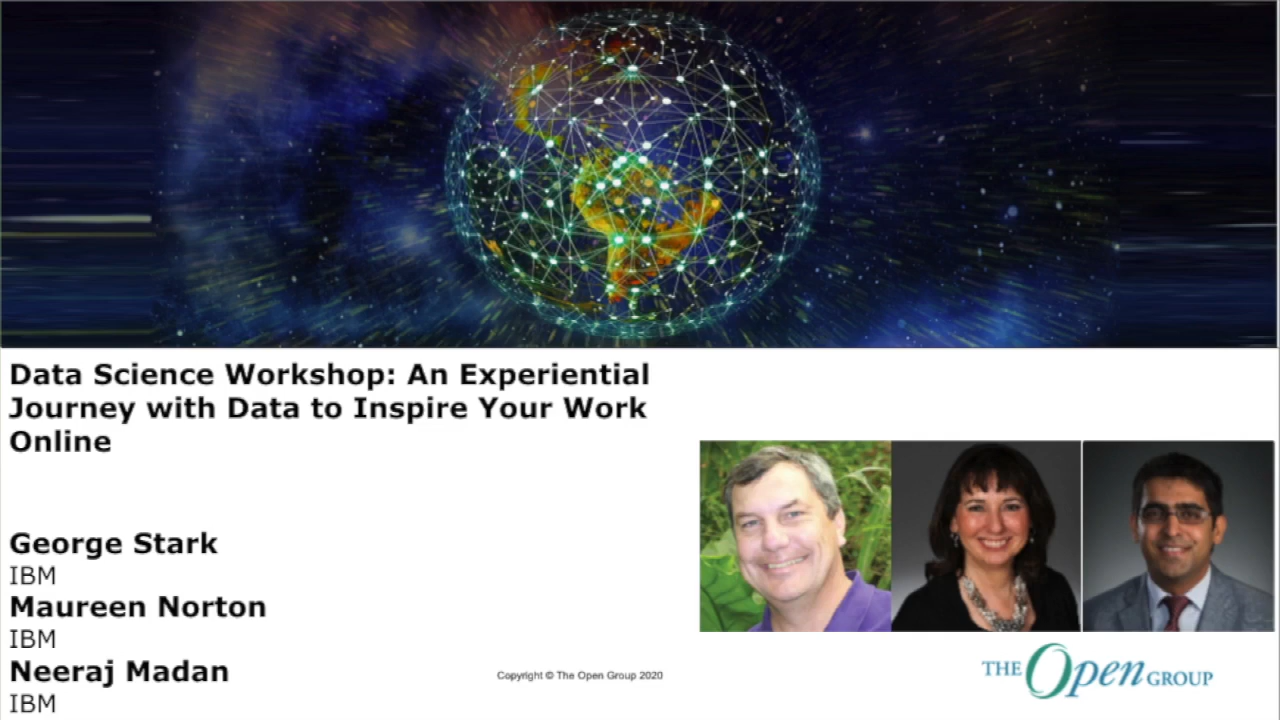 Data Science Workshop: An Experiential
Journey with Data to Inspire Your Work
Online
George Stark
IBM
Maureen Norton
IBM
Neeraj Madan
IBM
Copyright © The Open Group 2020
THE Open GROUP